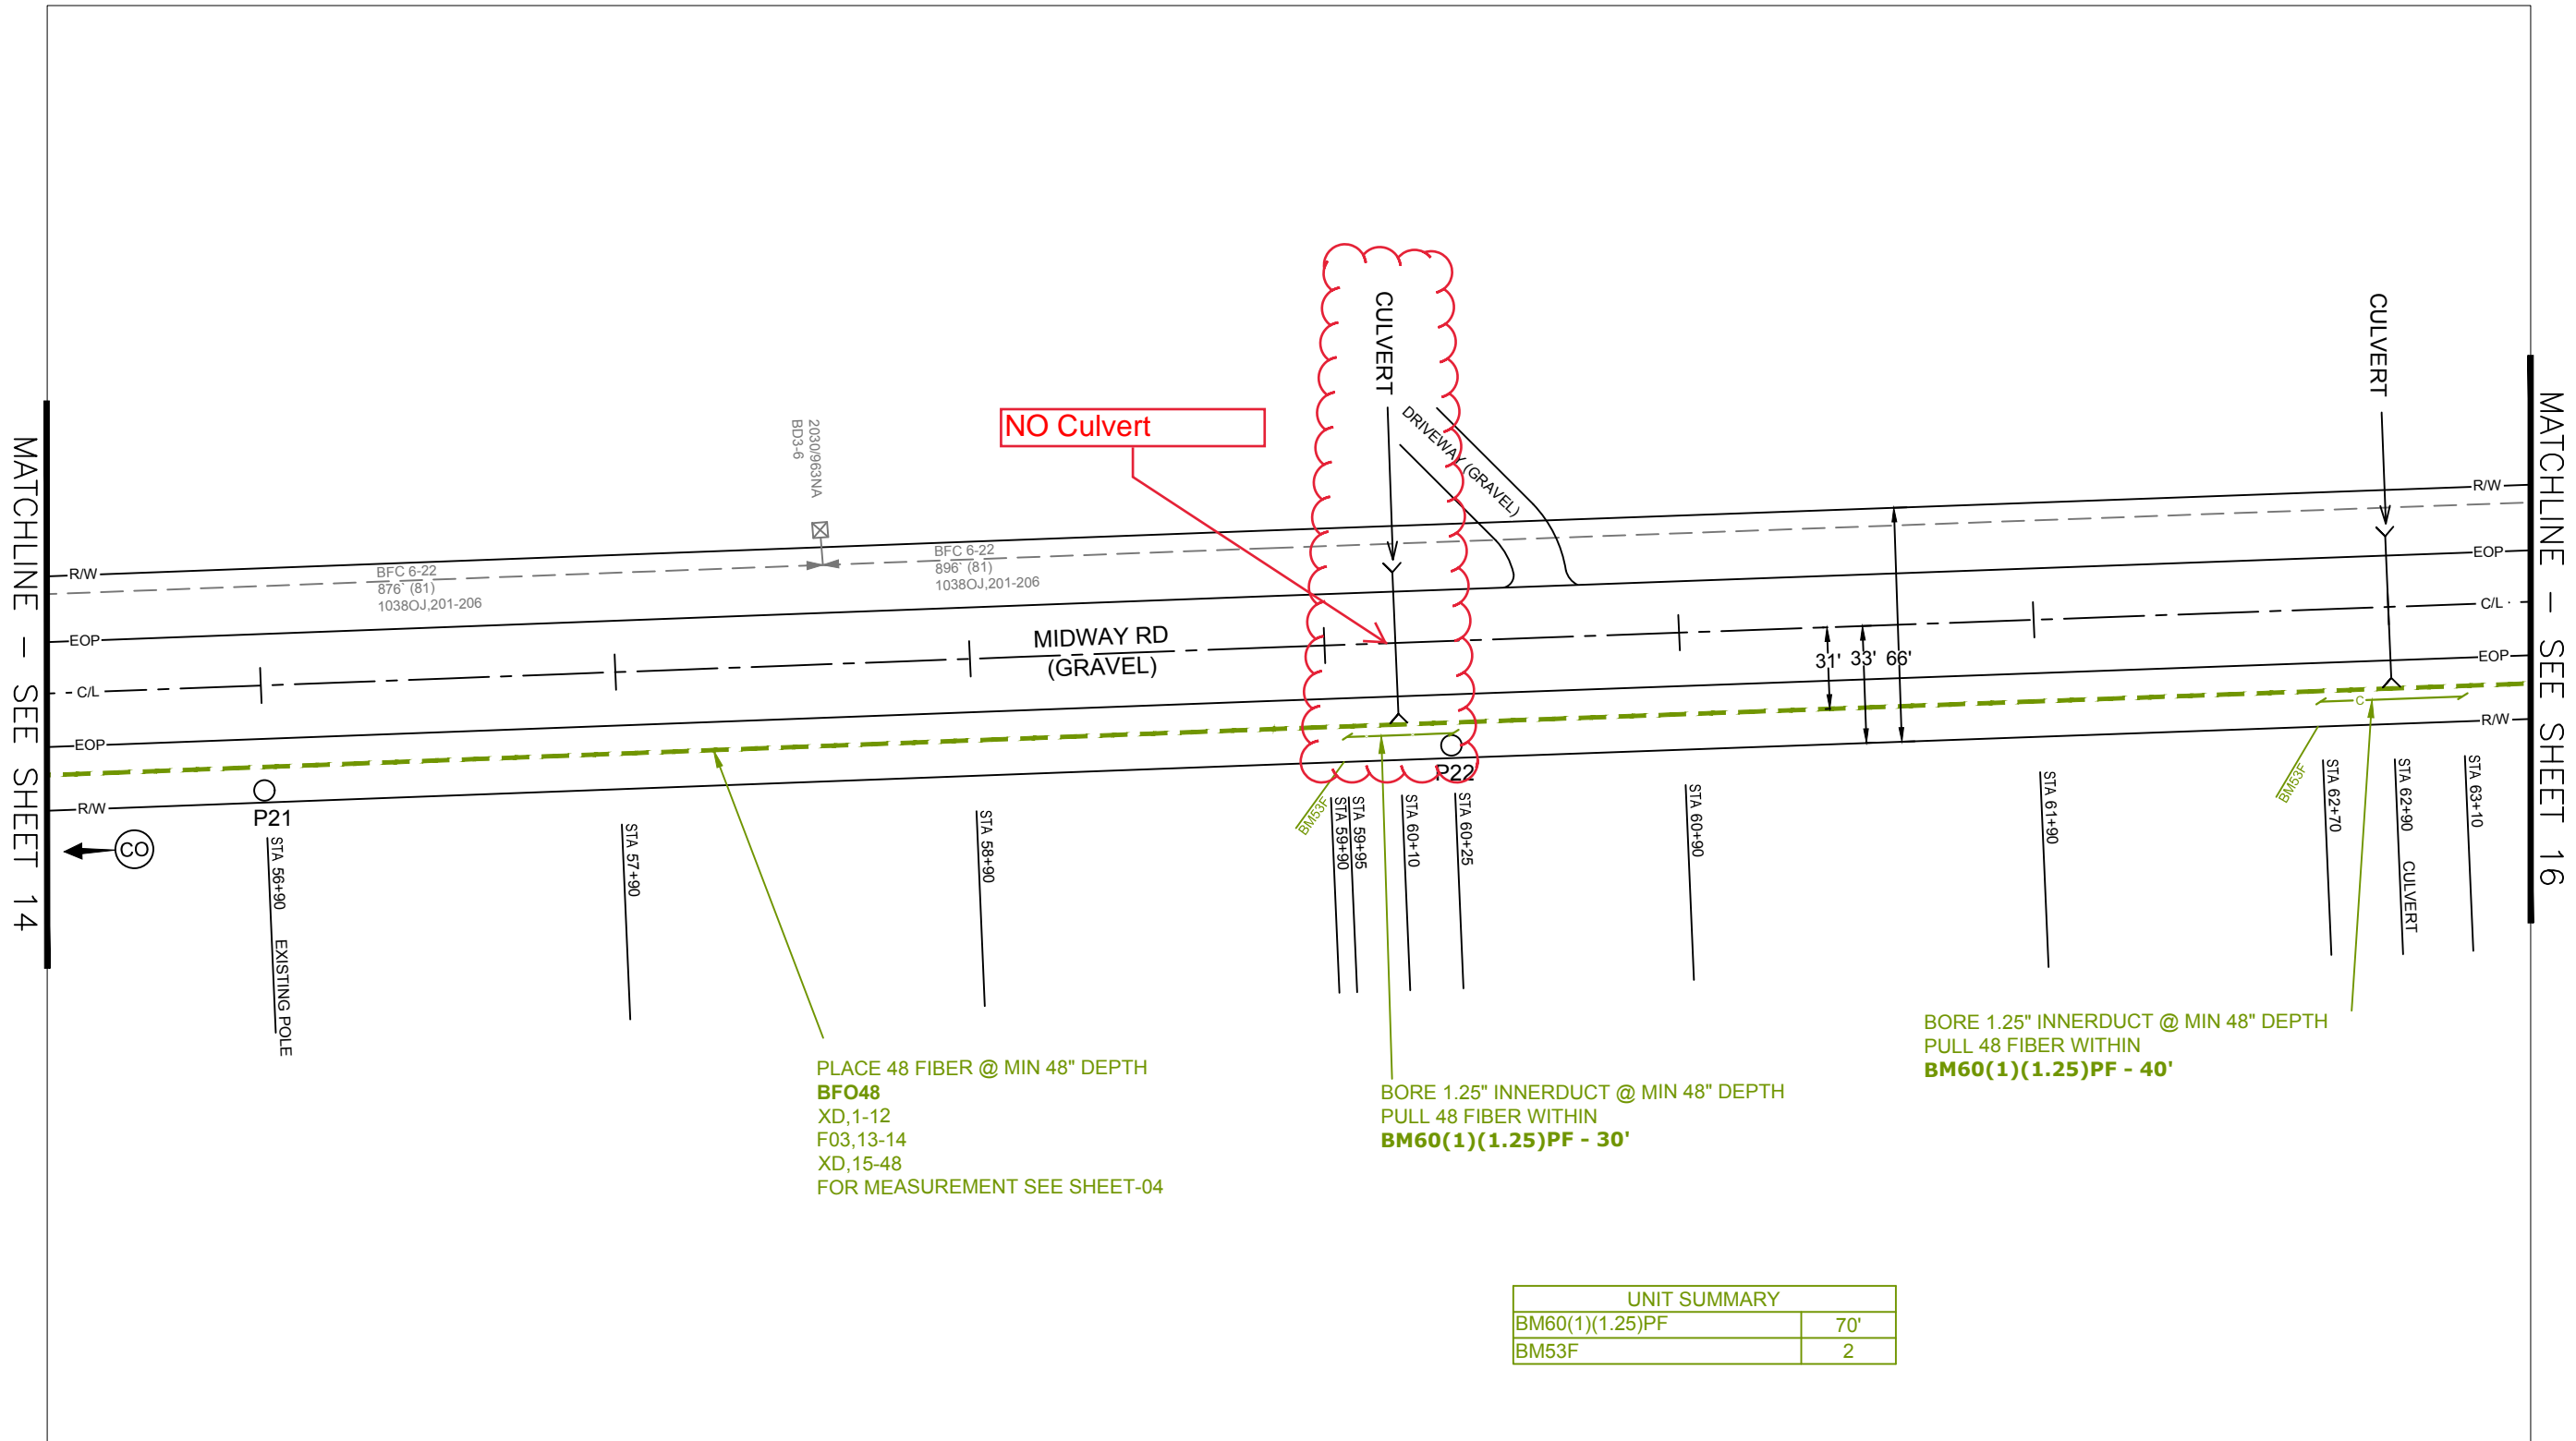 CULVERT
CULVERT
DRIVEWAY (GRAVEL)
NO Culvert
2030/963NA
BD3-6
MATCHLINE - SEE SHEET 14
MATCHLINE - SEE SHEET 16
R/W
BFC 6-22
876' (81)
1038OJ,201-206
BFC 6-22
896' (81)
1038OJ,201-206
R/W
EOP
EOP
C/L
MIDWAY RD
(GRAVEL)
C/L
31'
33'
66'
EOP
EOP
R/W
R/W
C
P21
P22
CO
BM53F
BM53F
STA 56+90 EXISTING POLE
STA 57+90
STA 58+90
STA 59+90
STA 59+95
STA 60+10
STA 60+25
STA 60+90
STA 61+90
STA 62+70
STA 62+90 CULVERT
STA 63+10
PLACE 48 FIBER @ MIN 48" DEPTH
BFO48
XD,1-12
F03,13-14
XD,15-48
FOR MEASUREMENT SEE SHEET-04
BORE 1.25" INNERDUCT @ MIN 48" DEPTH
PULL 48 FIBER WITHIN
BM60(1)(1.25)PF - 30'
BORE 1.25" INNERDUCT @ MIN 48" DEPTH
PULL 48 FIBER WITHIN
BM60(1)(1.25)PF - 40'
UNIT SUMMARY
BM60(1)(1.25)PF 70'
BM53F 2